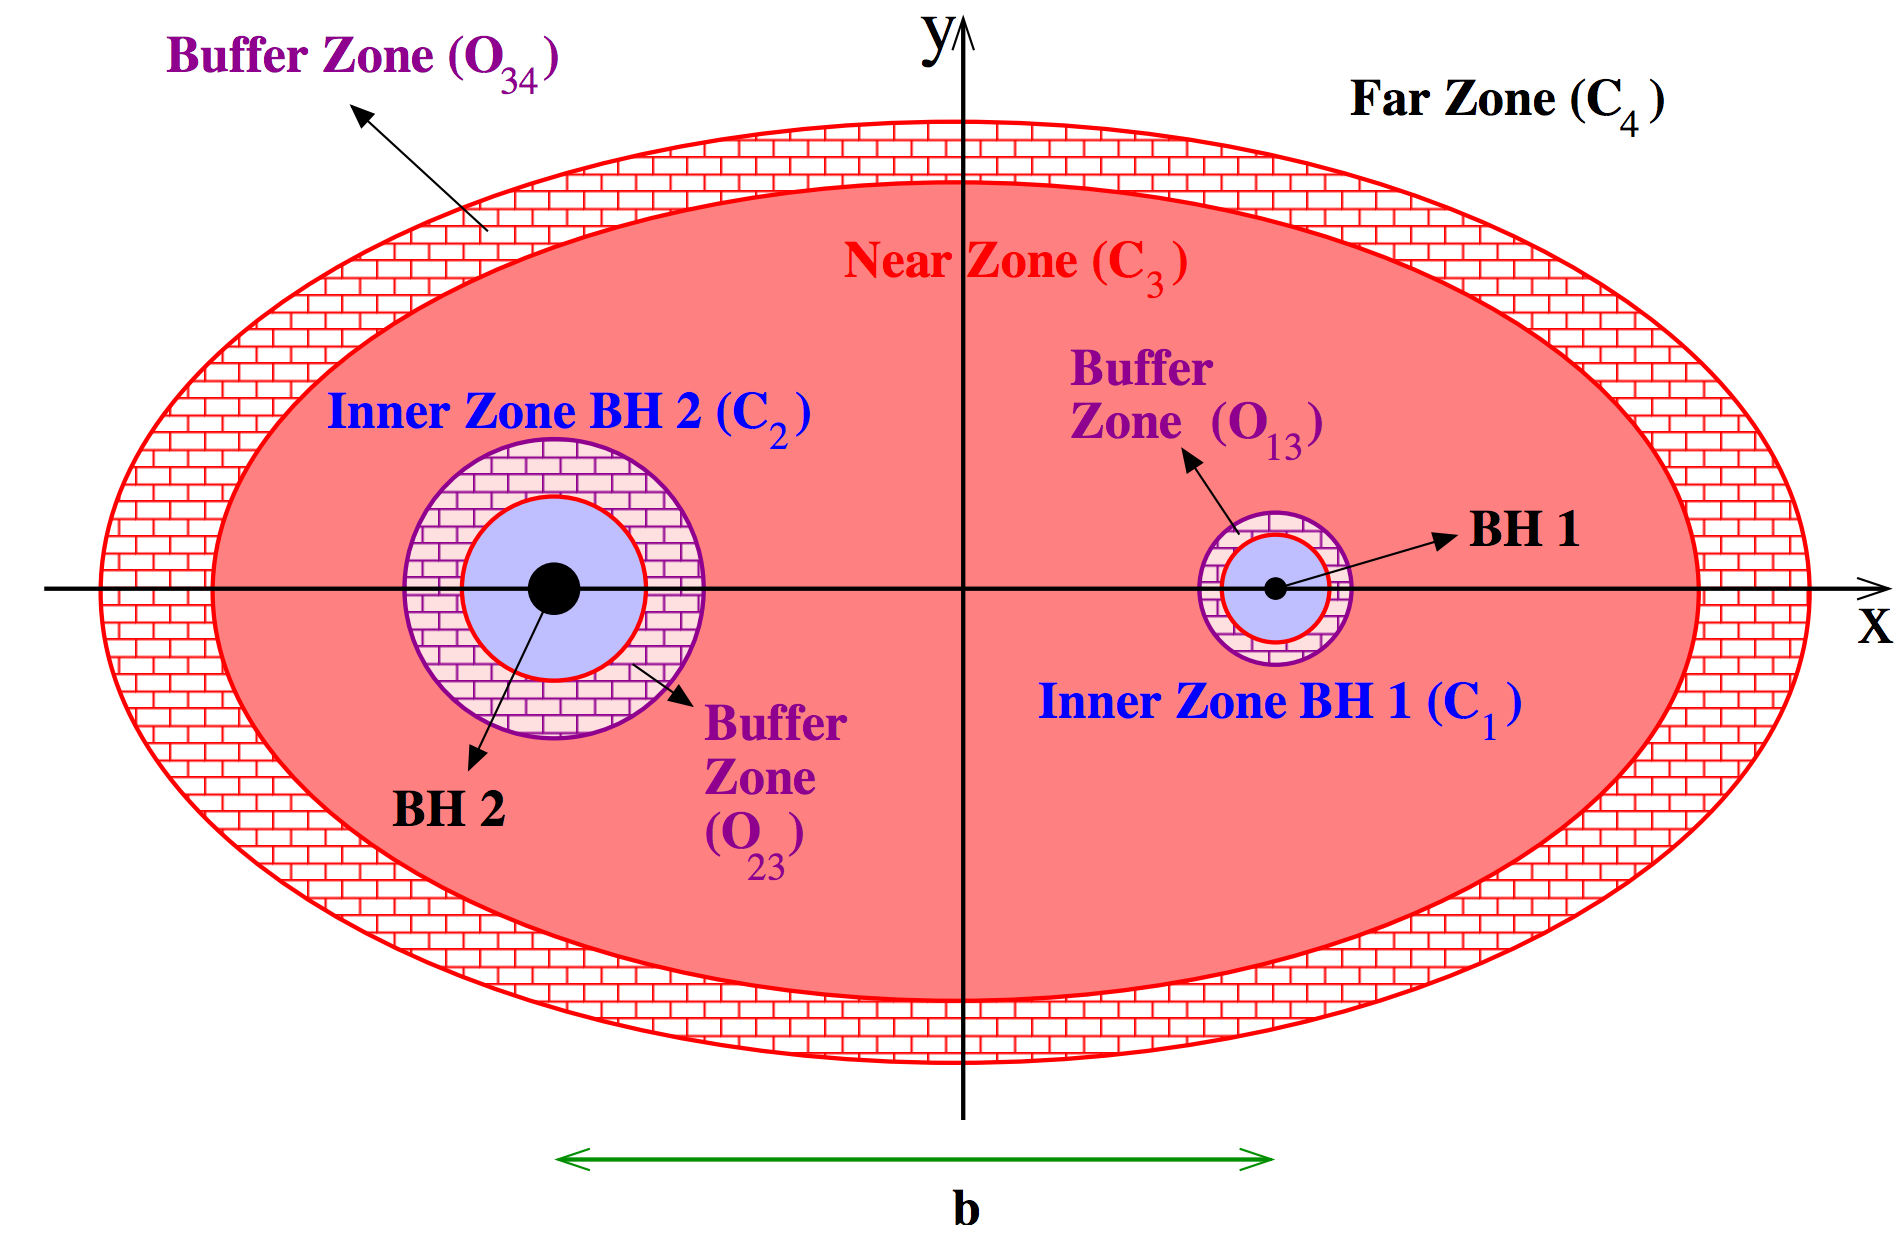 y
Buffer Zone (O34)
Far Zone (C4)
Near Zone (C3)
Buffer
Zone (O13)
Inner Zone BH 2 (C2)
BH 1
x
Inner Zone BH 1 (C1)
Buffer
Zone
(O23)
BH 2
b